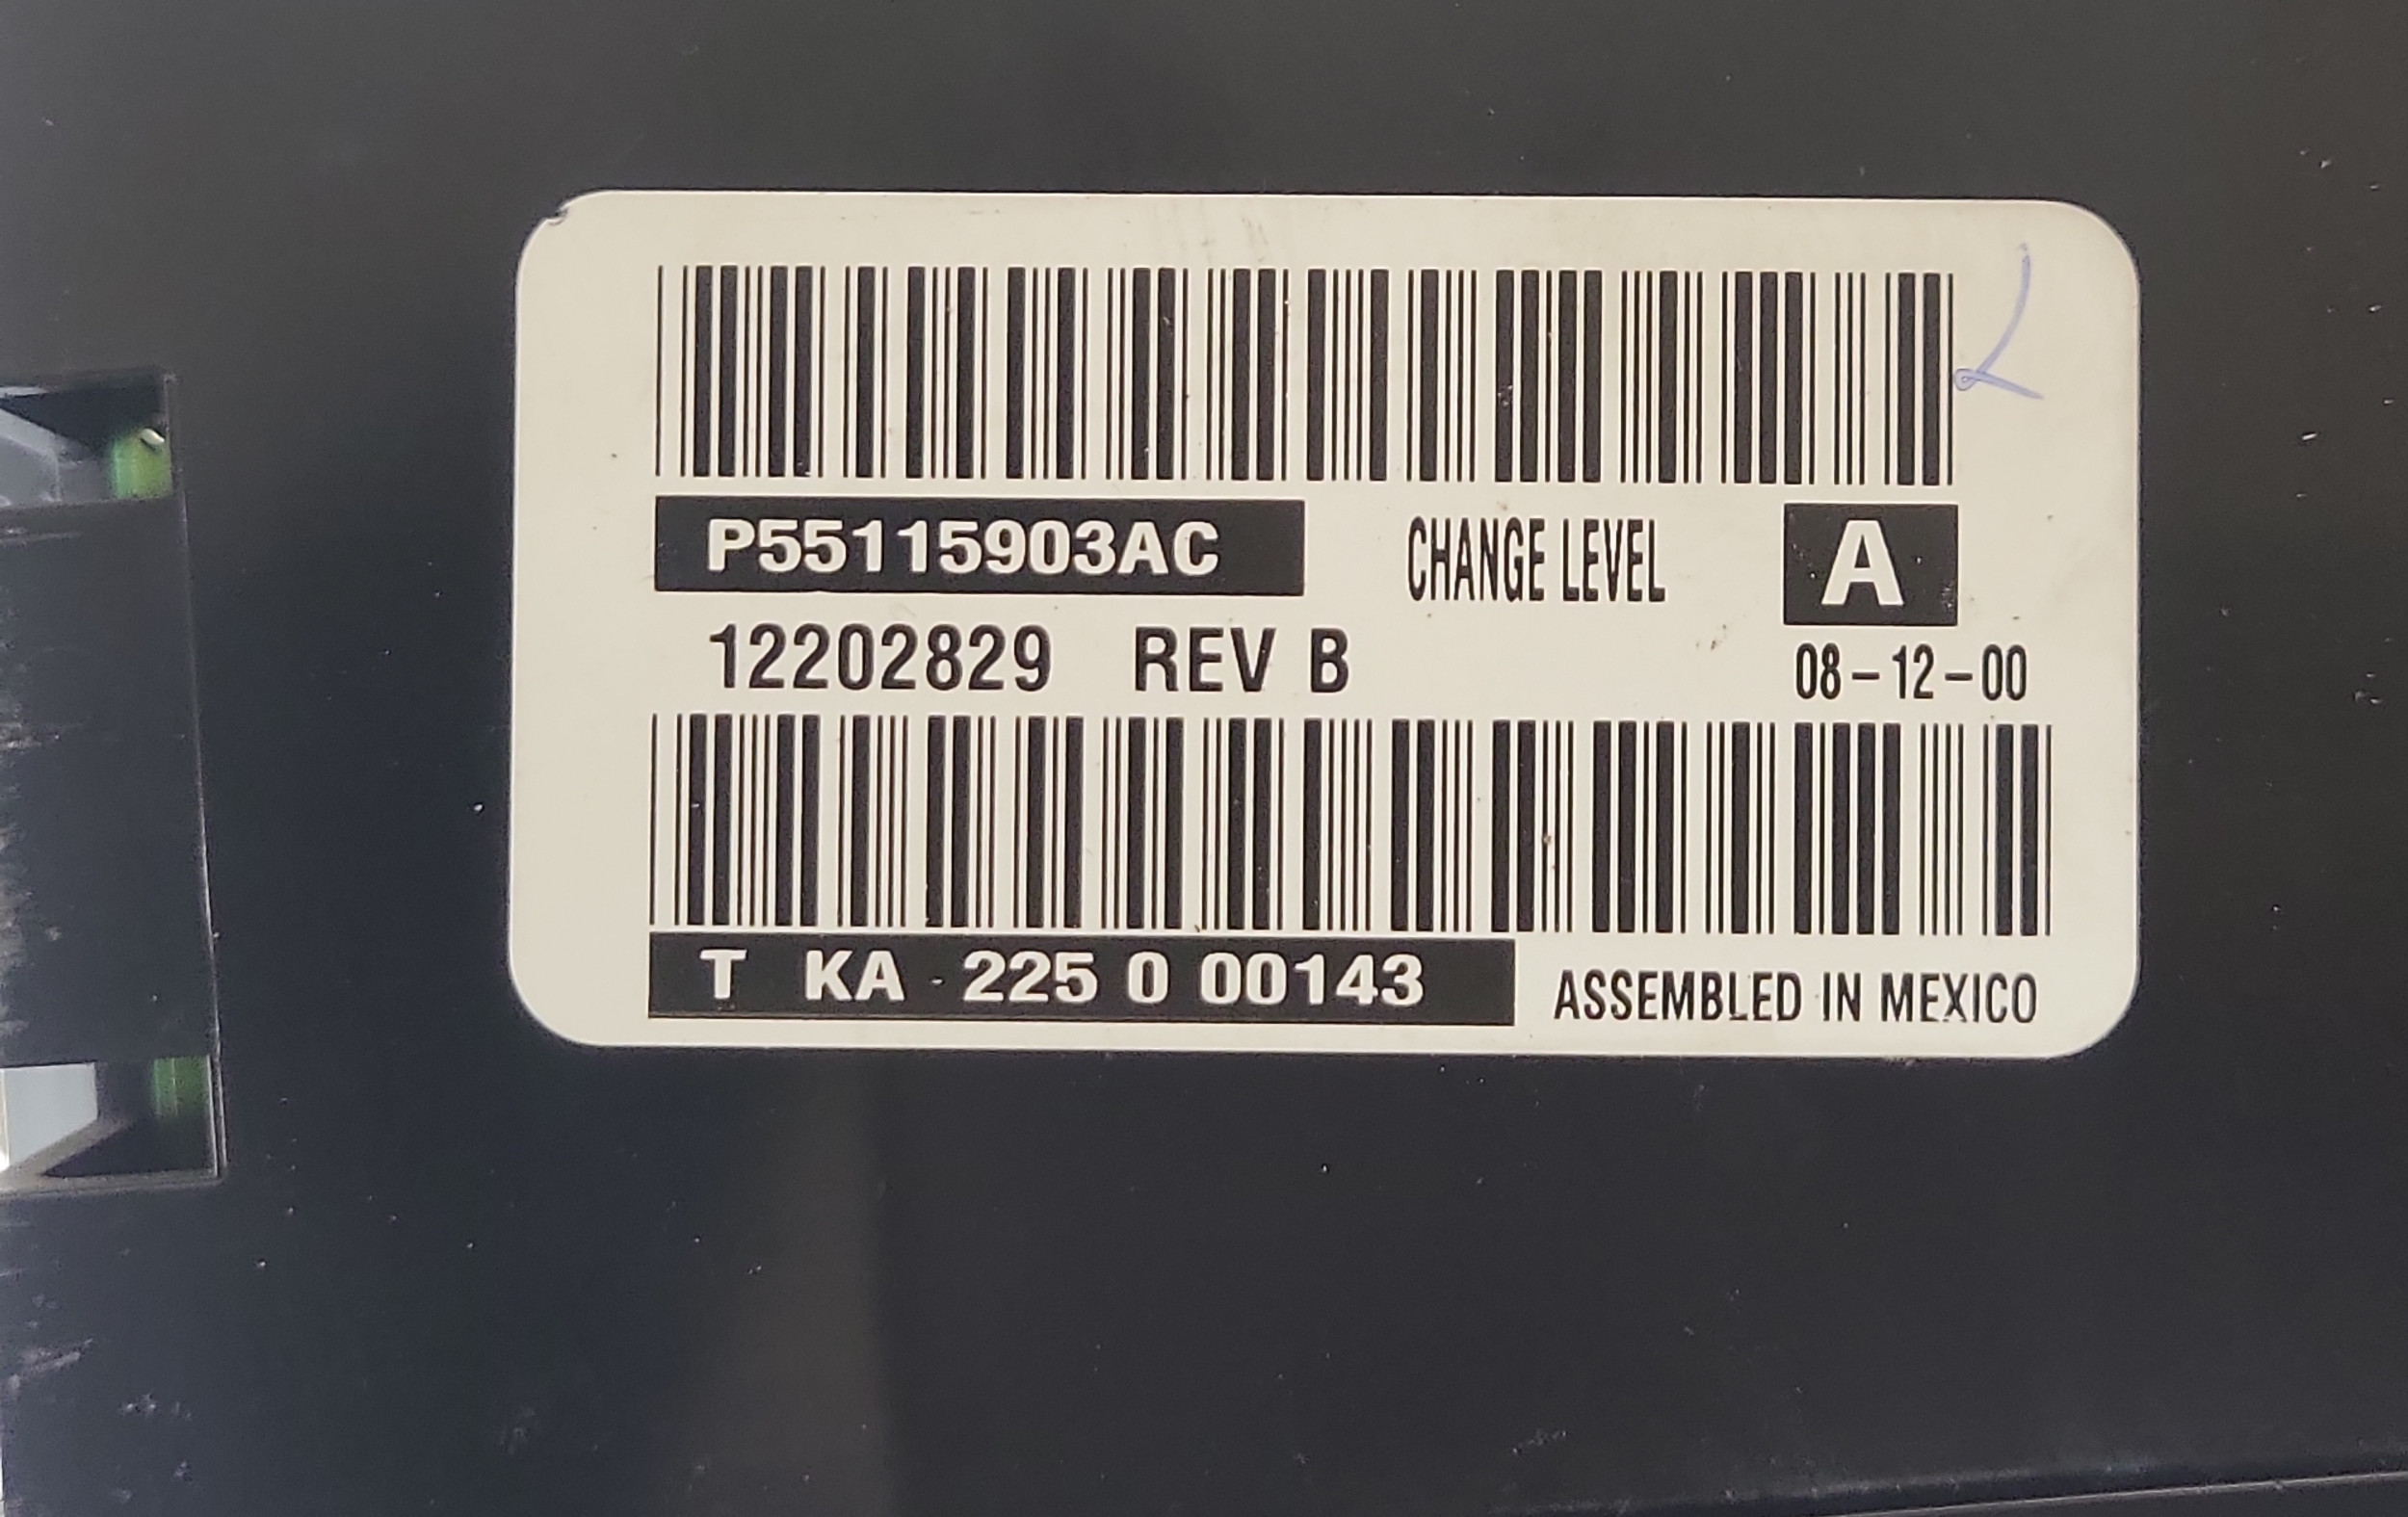 P55115903AC CHANGE LEVEL A
12202829 REV B 08-12-00
T KA - 225 0 00143 ASSEMBLED IN MEXICO